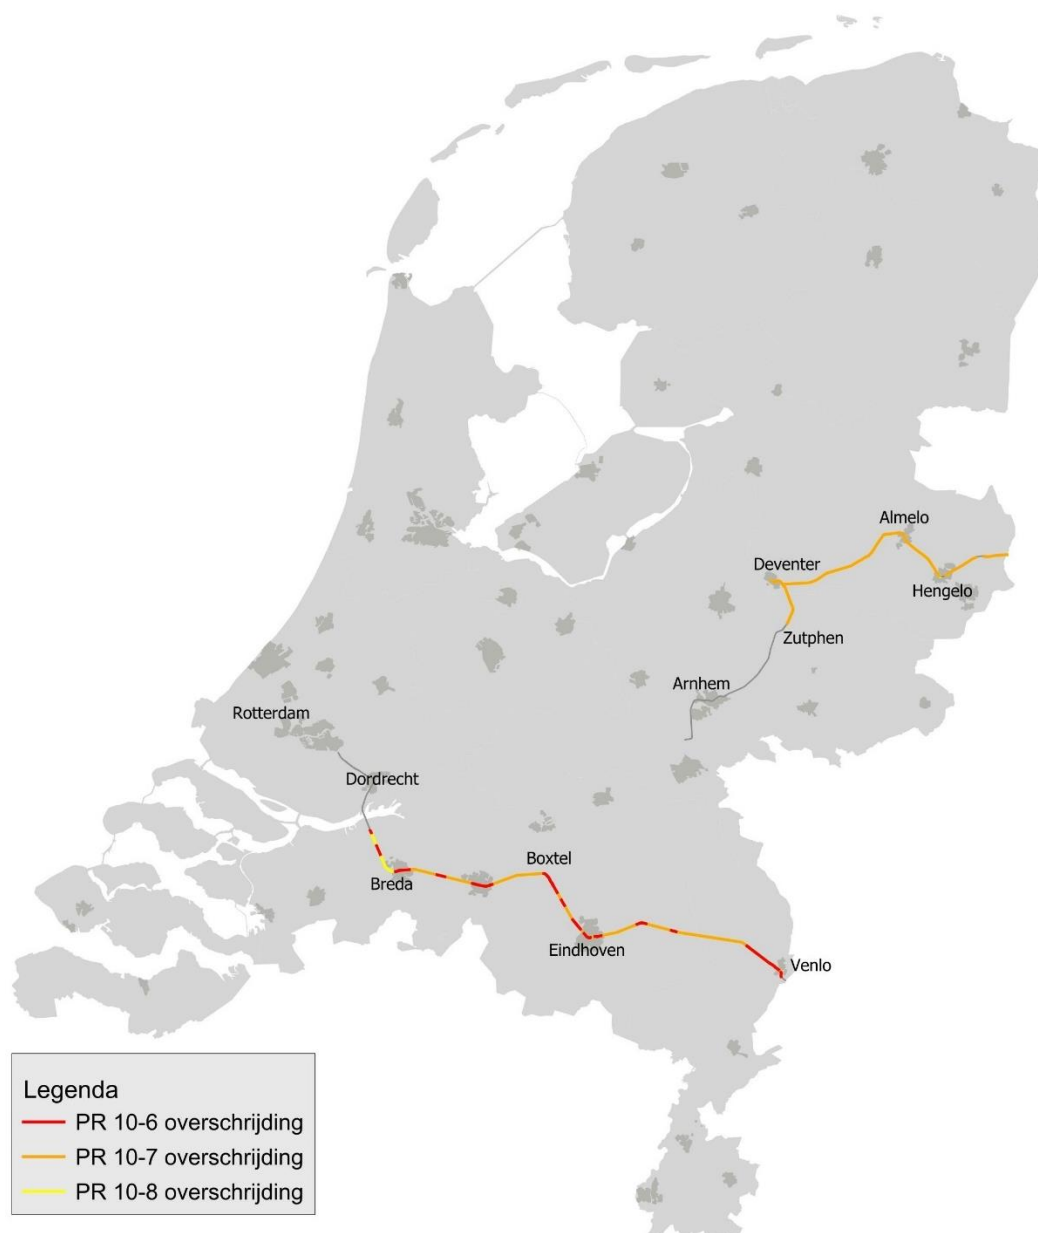 Almelo
Deventer
Hengelo
Zutphen
Arnhem
Rotterdam
Dordrecht
Boxtel
Breda
Eindhoven
Venlo
Legenda
PR 10-6 overschrijding
PR 10-7 overschrijding
PR 10-8 overschrijding